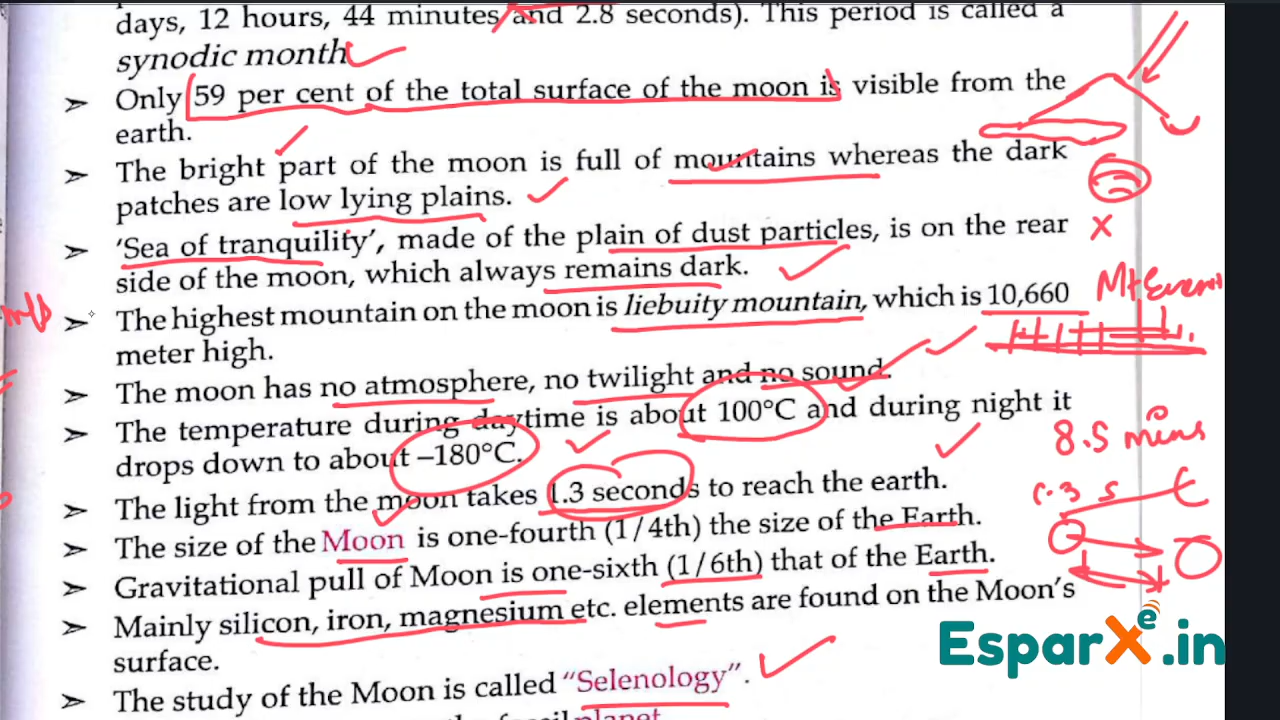 days, 12 hours, 44 minutes and 2.8 seconds). This period is called a
synodic month
➢ Only 59 per cent of the total surface of the moon is visible from the
earth.
➢ The bright part of the moon is full of mountains whereas the dark
patches are low lying plains.
➢ 'Sea of tranquility', made of the plain of dust particles, is on the rear
side of the moon, which always remains dark.
➢ The highest mountain on the moon is liebuity mountain, which is 10,660
meter high.
➢ The moon has no atmosphere, no twilight and no sound.
➢ The temperature during daytime is about 100°C and during night it
drops down to about –180°C.
➢ The light from the moon takes 1.3 seconds to reach the earth.
➢ The size of the Moon is one-fourth (1/4th) the size of the Earth.
➢ Gravitational pull of Moon is one-sixth (1/6th) that of the Earth.
➢ Mainly silicon, iron, magnesium etc. elements are found on the Moon's
surface.
➢ The study of the Moon is called "Selenology".
planet
x
Mt
8.5 mins
1.3 s
EsparXe.in